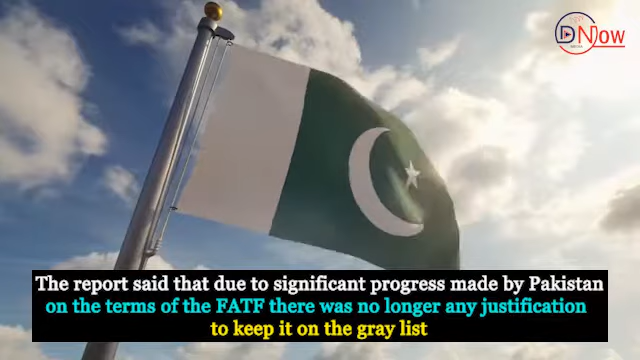 DNow
The report said that due to significant progress made by Pakistan
on the terms of the FATF there was no longer any justification
to keep it on the gray list